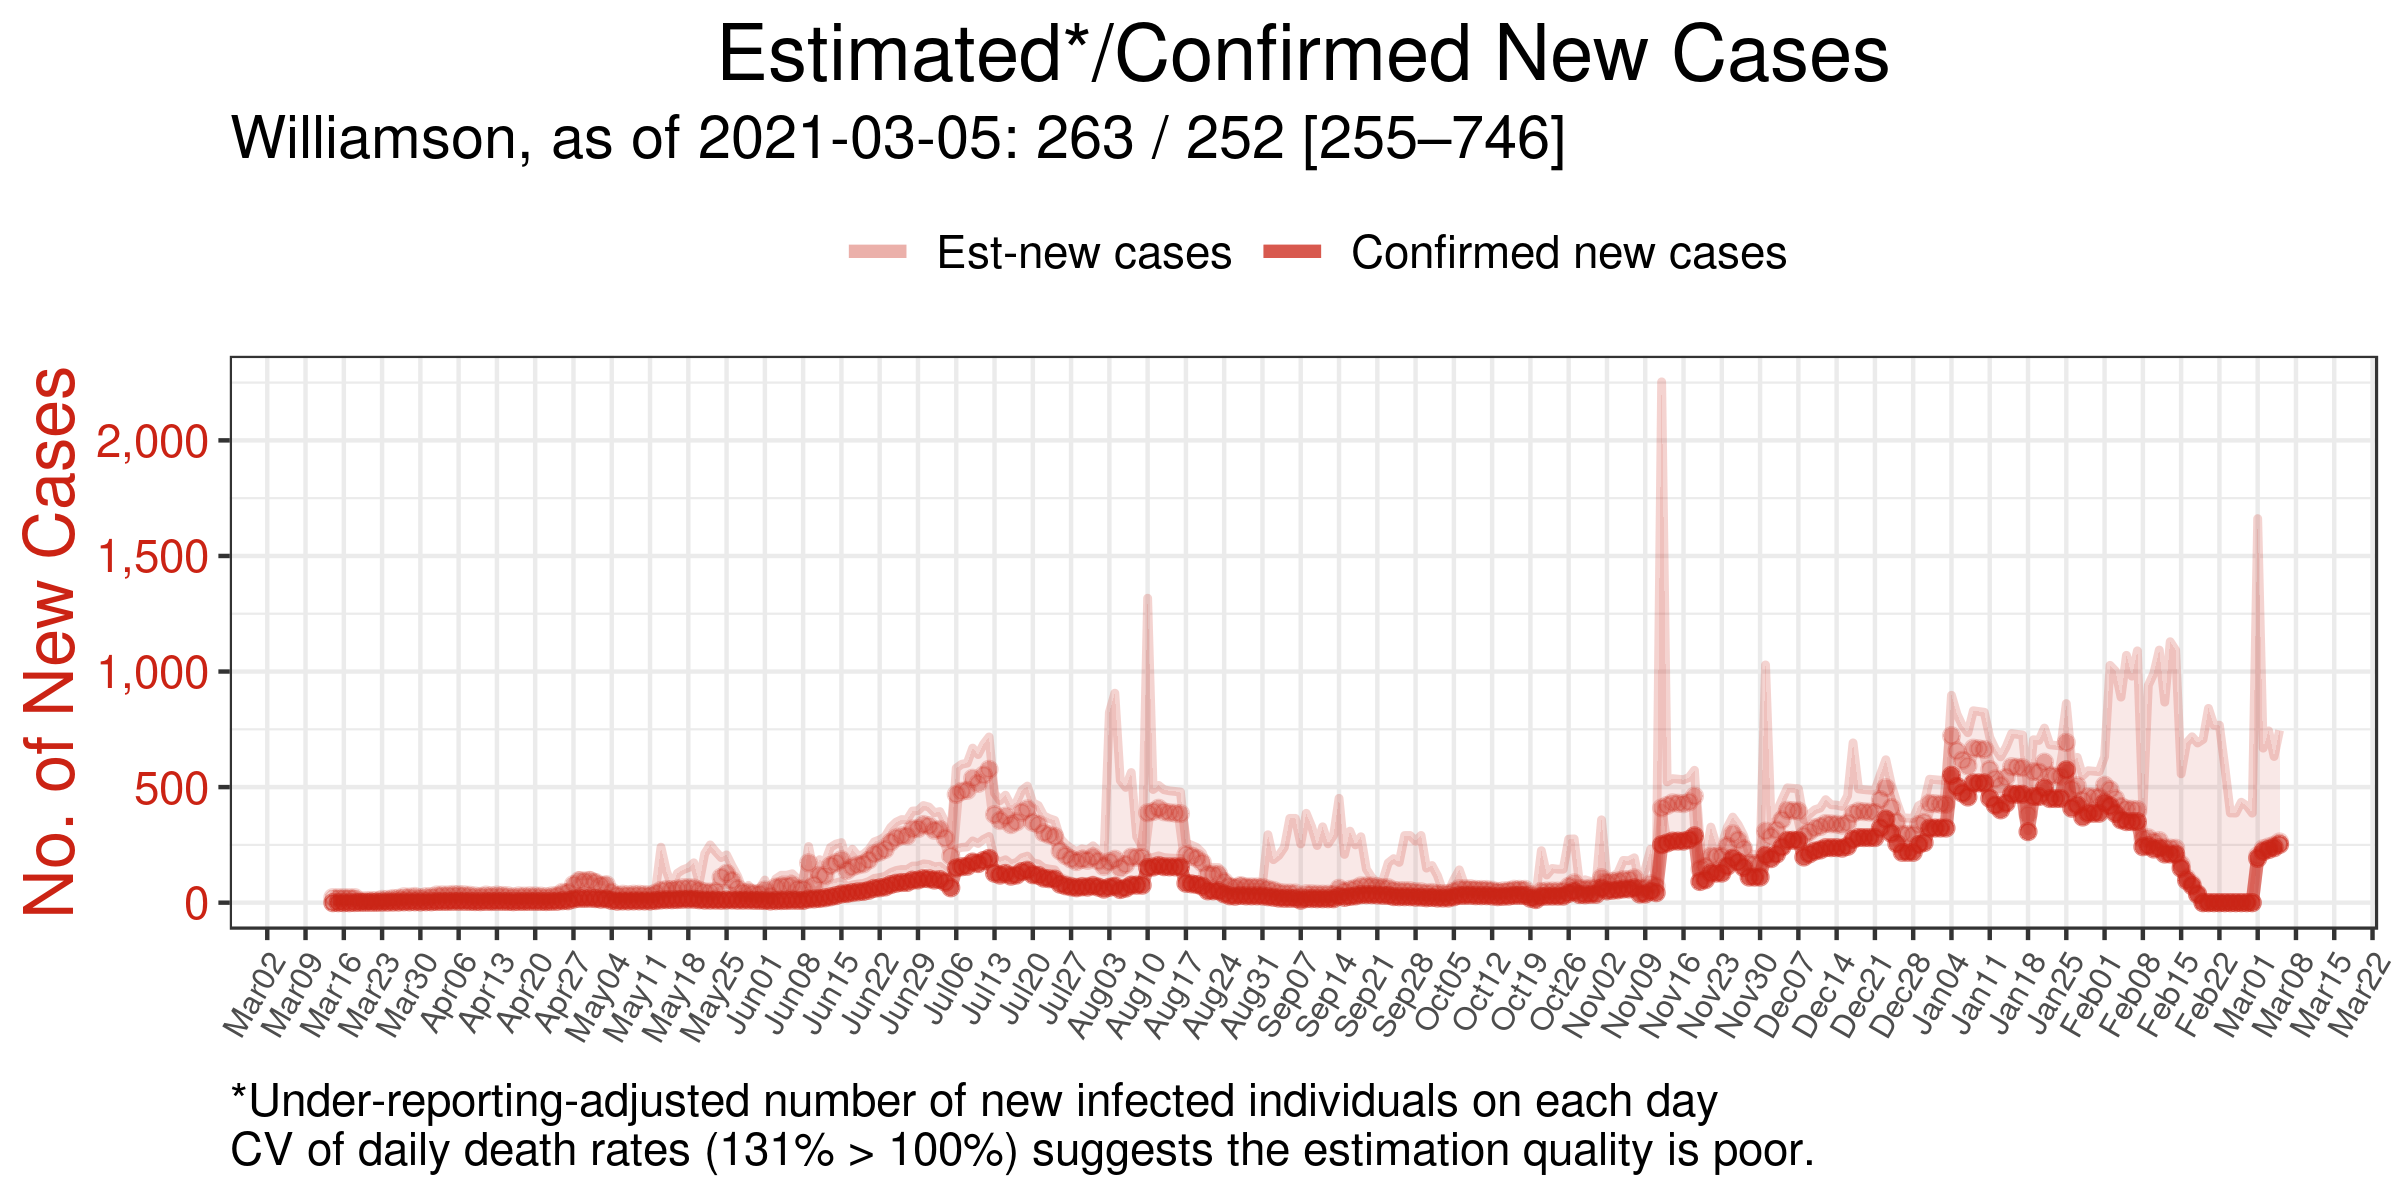 Estimated*/Confirmed New Cases
Williamson, as of 2021-03-05: 263 / 252 [255–746]
Est-new cases Confirmed new cases
No. of New Cases
2,000
1,500
1,000
500
0
Mar02 Mar09 Mar16 Mar23 Mar30 Apr06 Apr13 Apr20 Apr27 May04 May11 May18 May25 Jun01 Jun08 Jun15 Jun22 Jun29 Jul06 Jul13 Jul20 Jul27 Aug03 Aug10 Aug17 Aug24 Aug31 Sep07 Sep14 Sep21 Sep28 Oct05 Oct12 Oct19 Oct26 Nov02 Nov09 Nov16 Nov23 Nov30 Dec07 Dec14 Dec21 Dec28 Jan04 Jan11 Jan18 Jan25 Feb01 Feb08 Feb15 Feb22 Mar01 Mar08 Mar15 Mar22
*Under-reporting-adjusted number of new infected individuals on each day
CV of daily death rates (131% > 100%) suggests the estimation quality is poor.